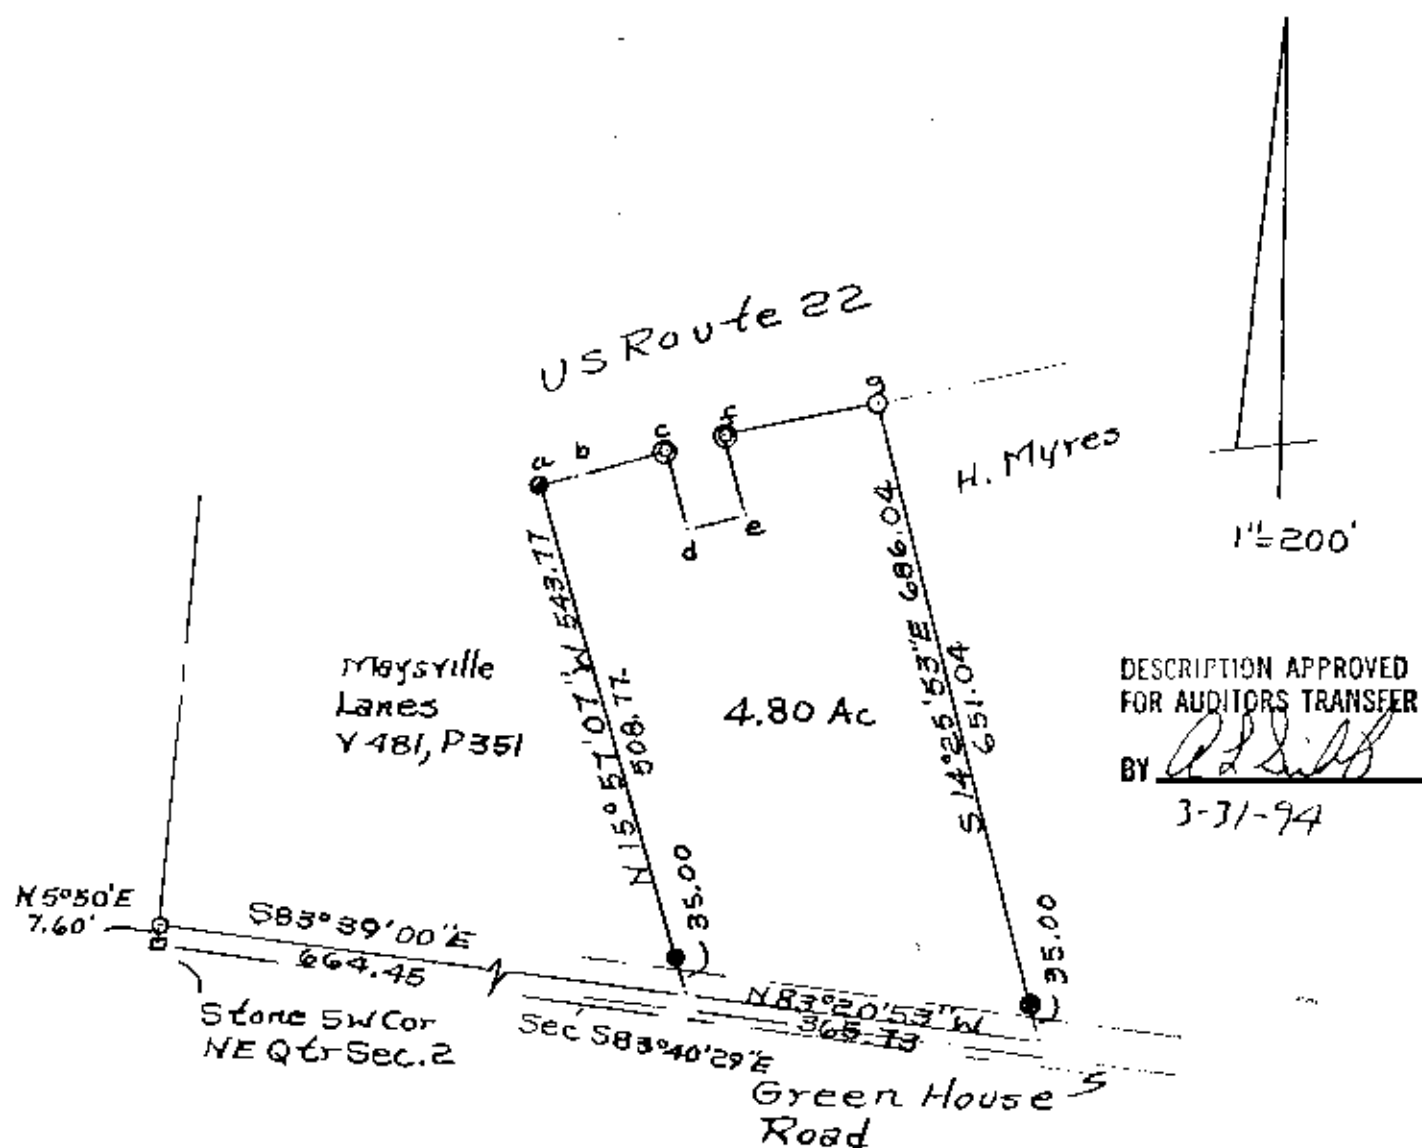 US Route 22
a
b
c
f
g
d
e
H. Myres
1"=200'
N 15°57'07"W 543.77
508.77
35.00
S 14°25'53"E 686.04
651.04
35.00
4.80 Ac
Maysville
Lanes
V 481, P351
DESCRIPTION APPROVED
FOR AUDITORS TRANSFER
BY
3-31-94
N 5°50'E
7.60'
S83°39'00"E
664.45
Stone SW Cor
NE Qtr Sec. 2
N83°20'53"W
365.73
Sec S83°40'29"E
Green House
Road